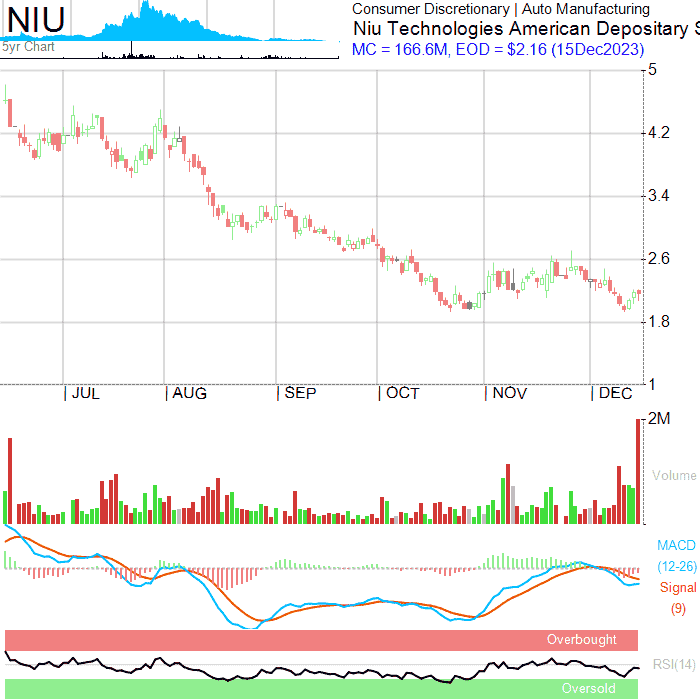 NIU
5yr Chart
Consumer Discretionary | Auto Manufacturing
Niu Technologies American Depositary S
MC = 166.6M, EOD = $2.16 (15Dec2023)
5
4.2
3.4
2.6
1.8
1
JUL AUG SEP OCT NOV DEC
2M
Volume
MACD
(12-26)
Signal
(9)
Overbought
RSI(14)
Oversold